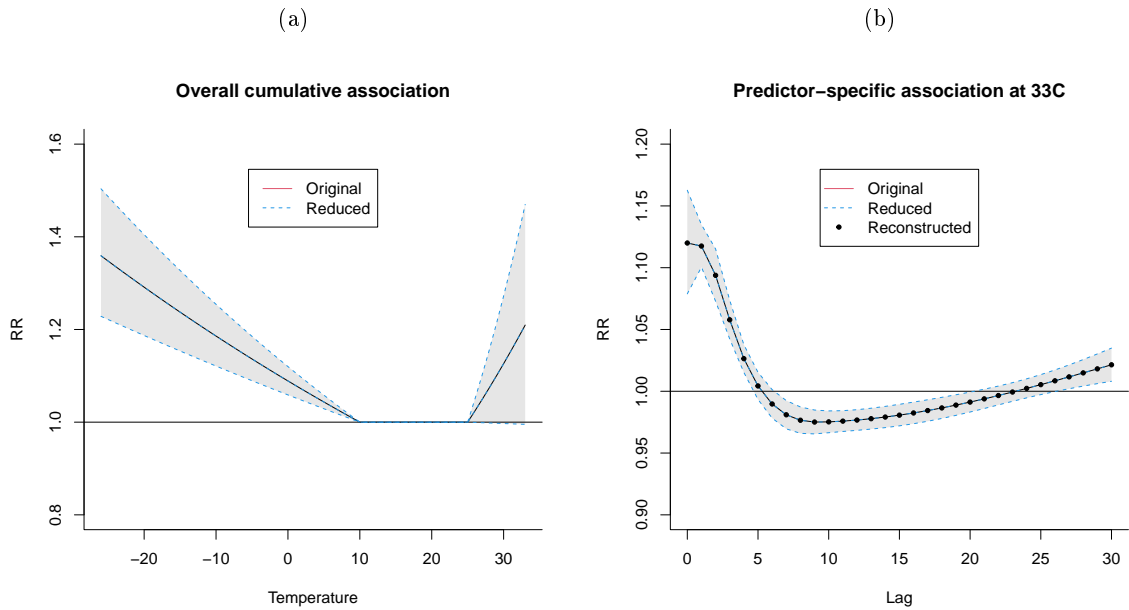 (a)
Overall cumulative association
RR
1.6
1.4
1.2
1.0
0.8
Original
Reduced
−20
−10
0
10
20
30
Temperature
(b)
Predictor−specific association at 33C
RR
1.20
1.15
1.10
1.05
1.00
0.95
0.90
Original
Reduced
Reconstructed
0
5
10
15
20
25
30
Lag